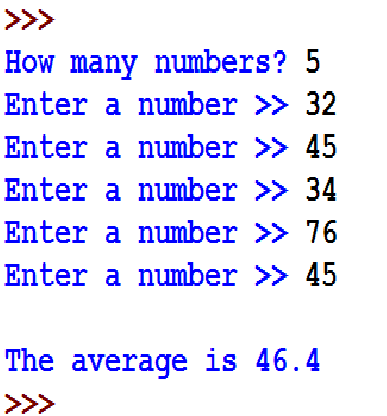 >>>
How many numbers? 5
Enter a number >> 32
Enter a number >> 45
Enter a number >> 34
Enter a number >> 76
Enter a number >> 45
The average is 46.4
>>>